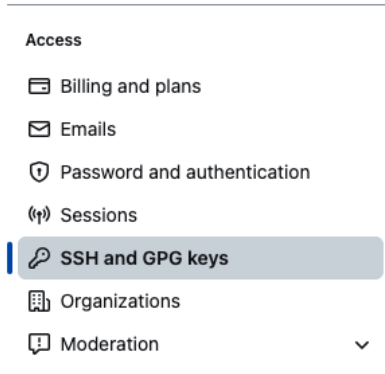 Access
Billing and plans
Emails
Password and authentication
Sessions
SSH and GPG keys
Organizations
Moderation